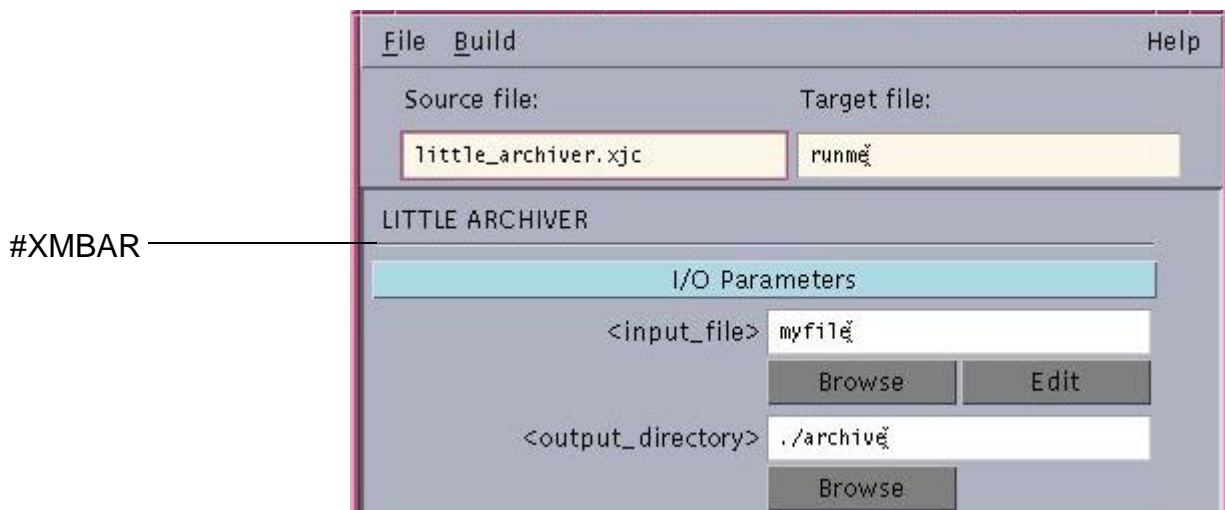 File Build Help
Source file: Target file:
little_archiver.xjc runme
LITTLE ARCHIVER
#XMBAR
I/O Parameters
<input_file> myfile
Browse Edit
<output_directory> ./archive
Browse